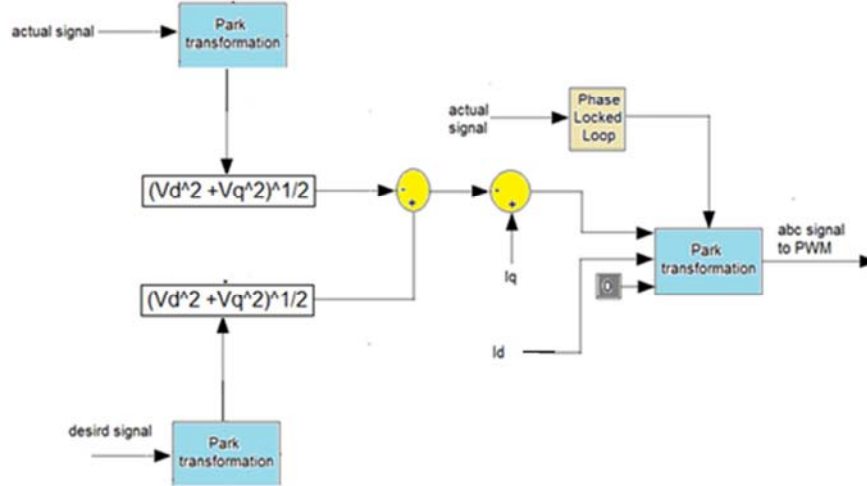 actual signal
Park
transformation
actual
signal
Phase
Locked
Loop
(Vd^2 +Vq^2)^1/2
-
+
-
+
Iq
Park
transformation
abc signal
to PWM
0
Id
(Vd^2 +Vq^2)^1/2
desird signal
Park
transformation